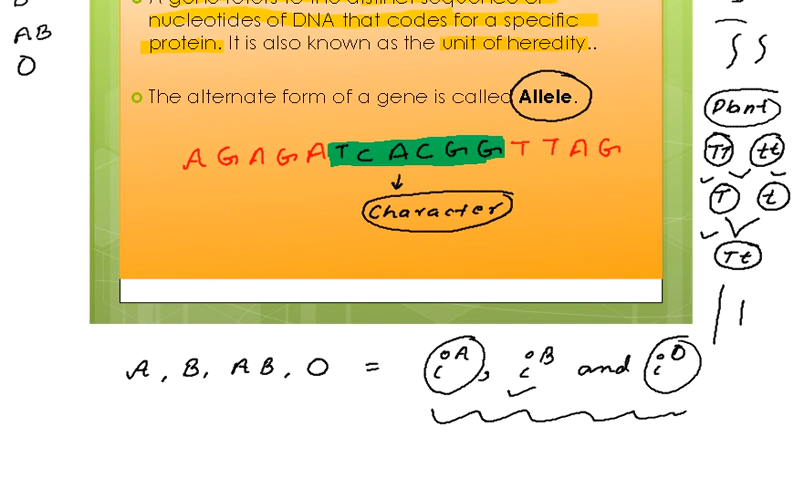 AB
O
A gene refers to the distinct sequence of
nucleotides of DNA that codes for a specific
protein. It is also known as the unit of heredity..
The alternate form of a gene is called Allele.
A G A G A T C A C G G T T A G
Character
Plant
TT tt
T t
Tt
A, B, AB, O = i^A, i^B and i^O